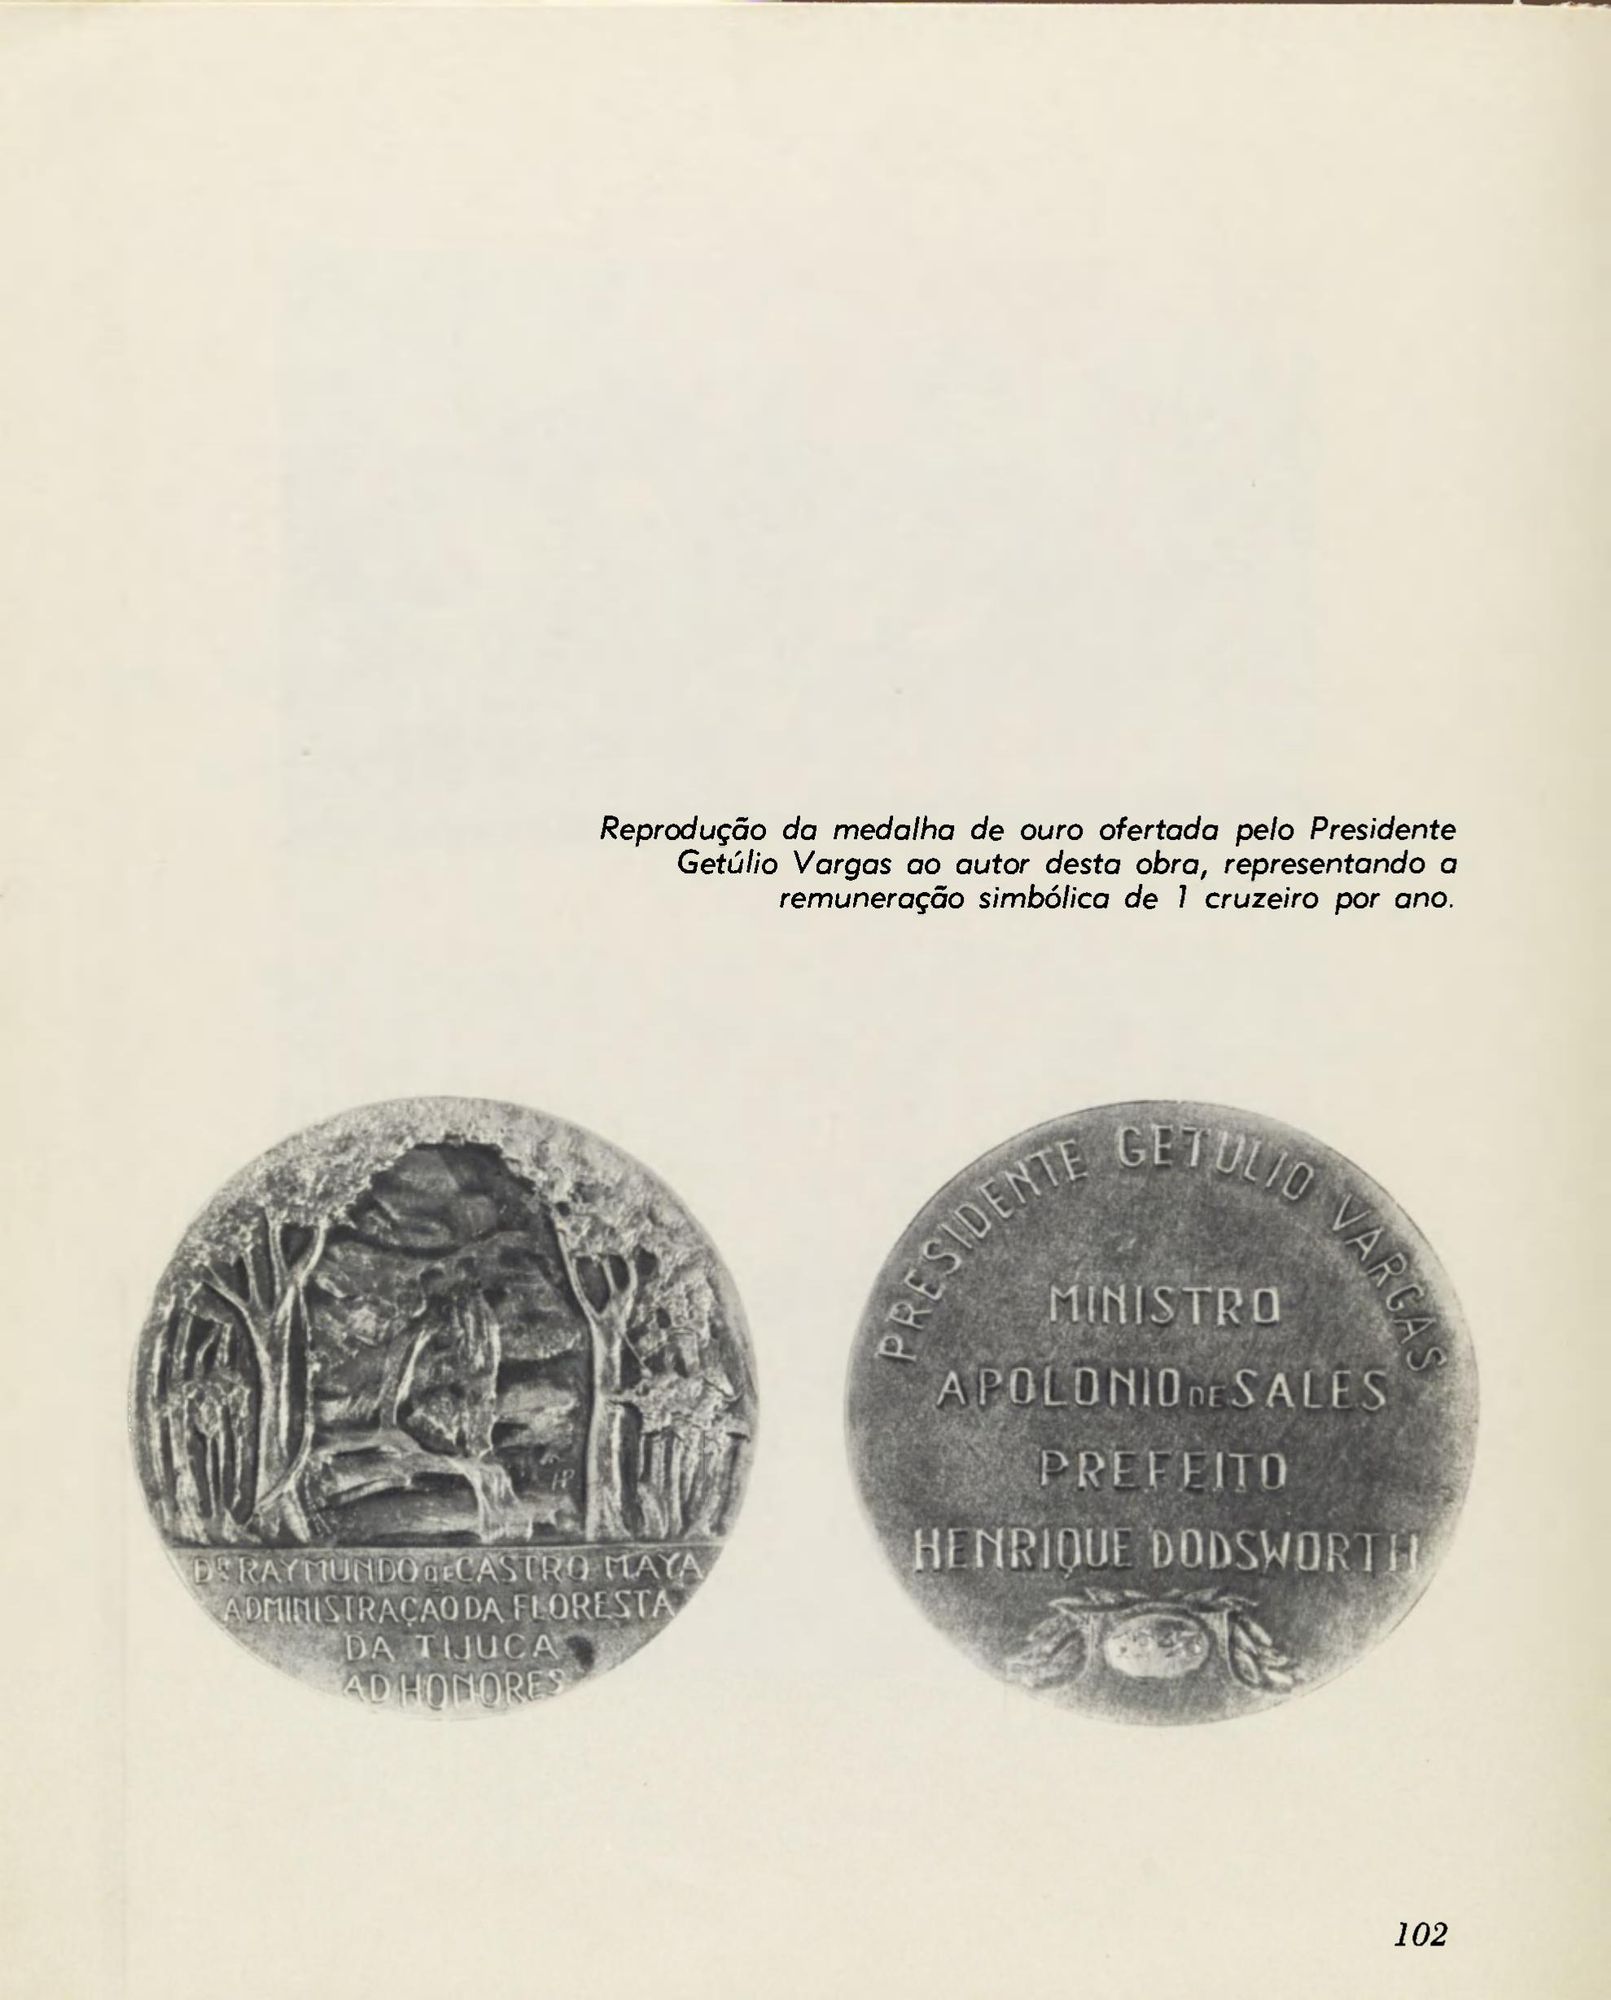 Reprodução da medalha de ouro ofertada pelo Presidente
Getúlio Vargas ao autor desta obra, representando a
remuneração simbólica de 1 cruzeiro por ano.
Dr RAYMUNDO DE CASTRO MAYA
ADMINISTRAÇÃO DA FLORESTA
DA TIJUCA
AD HONORES
PRESIDENTE GETULIO VARGAS
MINISTRO
APOLONIO DE SALES
PREFEITO
HENRIQUE DODSWORTH
102